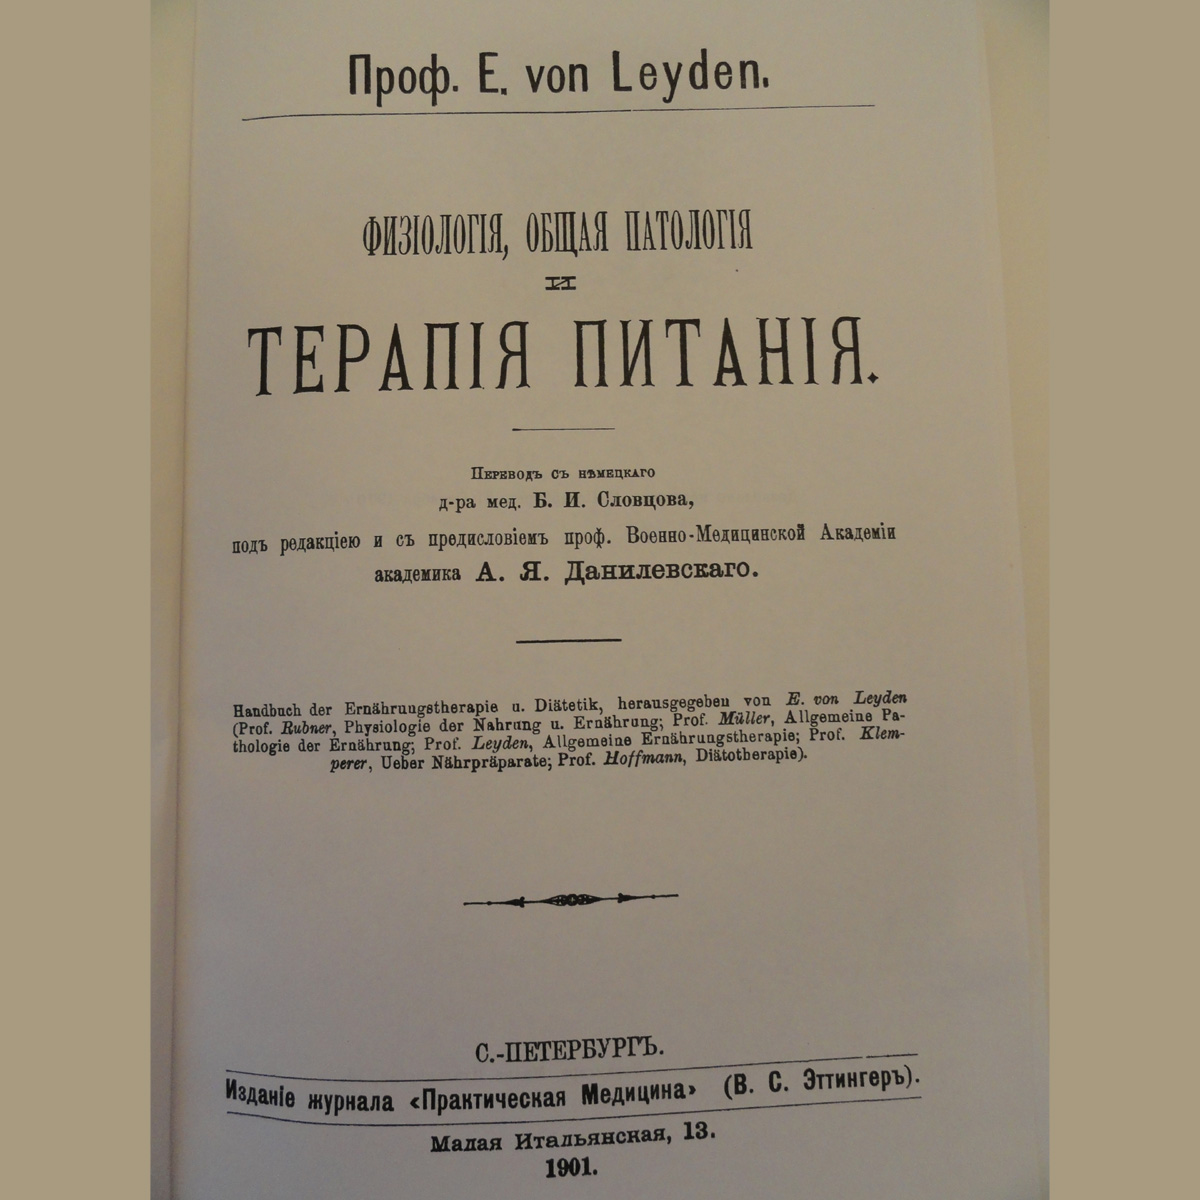 Проф. E. von Leyden.
ФИЗІОЛОГІЯ, ОБЩАЯ ПАТОЛОГІЯ
И
ТЕРАПІЯ ПИТАНІЯ.
Переводъ съ нѣмецкаго
д-ра мед. Б. И. Словцова,
подъ редакціею и съ предисловіемъ проф. Военно-Медицинской Академіи
академика А. Я. Данилевскаго.
Handbuch der Ernährungstherapie u. Diätetik, herausgegeben von E. von Leyden
(Prof. Rubner, Physiologie der Nahrung u. Ernährung; Prof. Müller, Allgemeine Pa-
thologie der Ernährung; Prof. Leyden, Allgemeine Ernährungstherapie; Prof. Klem-
perer, Ueber Nährpräparate; Prof. Hoffmann, Diätotherapie).
С.-ПЕТЕРБУРГЪ.
Изданіе журнала «Практическая Медицина» (В. С. Эттингеръ).
Малая Итальянская, 13.
1901.